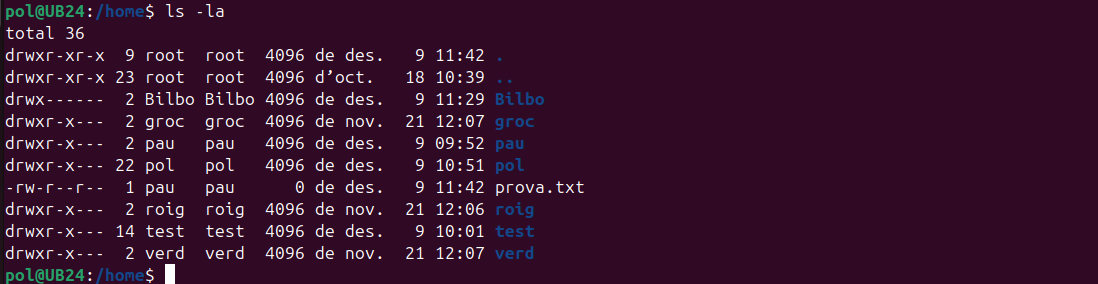 pol@UB24:/home$ ls -la
total 36
drwxr-xr-x  9 root  root  4096 de des.   9 11:42 .
drwxr-xr-x 23 root  root  4096 d’oct.   18 10:39 ..
drwx------  2 Bilbo Bilbo 4096 de des.   9 11:29 Bilbo
drwxr-x---  2 groc  groc  4096 de nov.  21 12:07 groc
drwxr-x---  2 pau   pau   4096 de des.   9 09:52 pau
drwxr-x--- 22 pol   pol   4096 de des.   9 10:51 pol
-rw-r--r--  1 pau   pau      0 de des.   9 11:42 prova.txt
drwxr-x---  2 roig  roig  4096 de nov.  21 12:06 roig
drwxr-x--- 14 test  test  4096 de des.   9 10:01 test
drwxr-x---  2 verd  verd  4096 de nov.  21 12:07 verd
pol@UB24:/home$